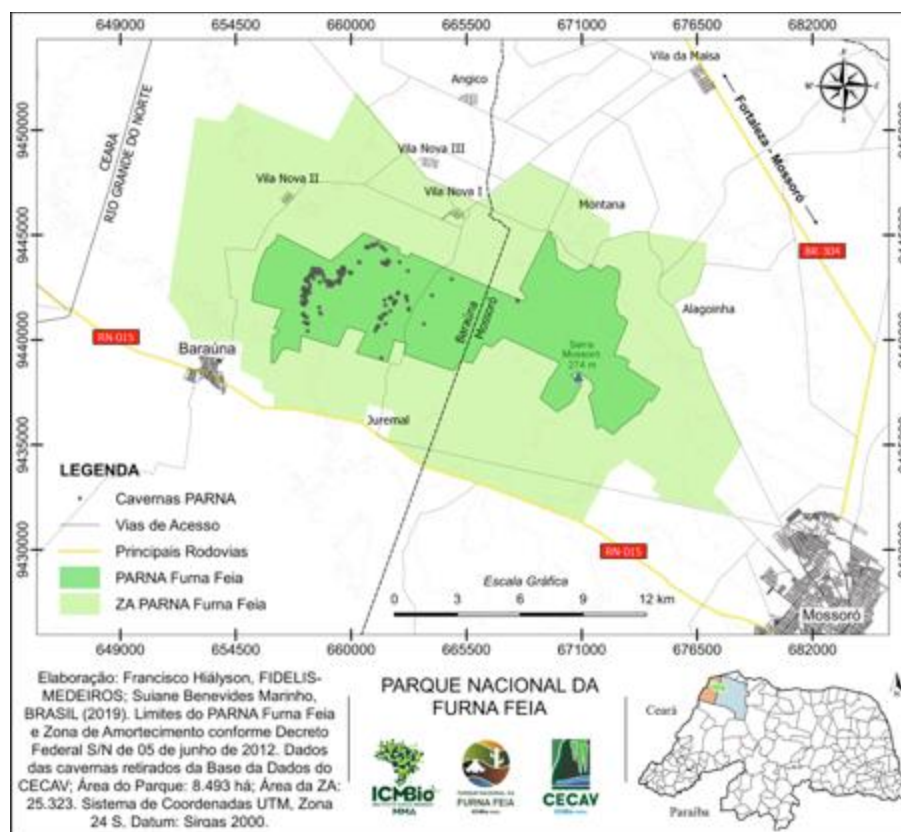 649000 654500 660000 665500 671000 676500 682000
Vila da Maisa
Angico
CEARA
RIO GRANDE DO NORTE
Fortaleza - Mossoró
9450000
Vila Nova III
Vila Nova II
Vila Nova I
Montana
9445000
BR-304
Alagoinha
Baraúna
Mossoró
9440000
RN-015
Baraúna
Serra
Mossoró
274 m
Juremal
9435000
LEGENDA
Cavernas PARNA
Vias de Acesso
Principais Rodovias
PARNA Furna Feia
ZA PARNA Furna Feia
9430000
RN-015
Escala Gráfica
0 3 6 9 12 km
Mossoró
649000 654500 660000 665500 671000 676500 682000
Elaboração: Francisco Hiályson, FIDELIS-
MEDEIROS; Suiane Benevides Marinho,
BRASIL (2019). Limites do PARNA Furna Feia
e Zona de Amortecimento conforme Decreto
Federal S/N de 05 de junho de 2012. Dados
das cavernas retirados da Base da Dados do
CECAV; Área do Parque: 8.493 há; Área da ZA:
25.323. Sistema de Coordenadas UTM, Zona
24 S. Datum: Sirgas 2000.
PARQUE NACIONAL DA
FURNA FEIA
ICMBio
MMA
PARQUE NACIONAL DA
FURNA FEIA
CECAV
Ceará
Paraíba